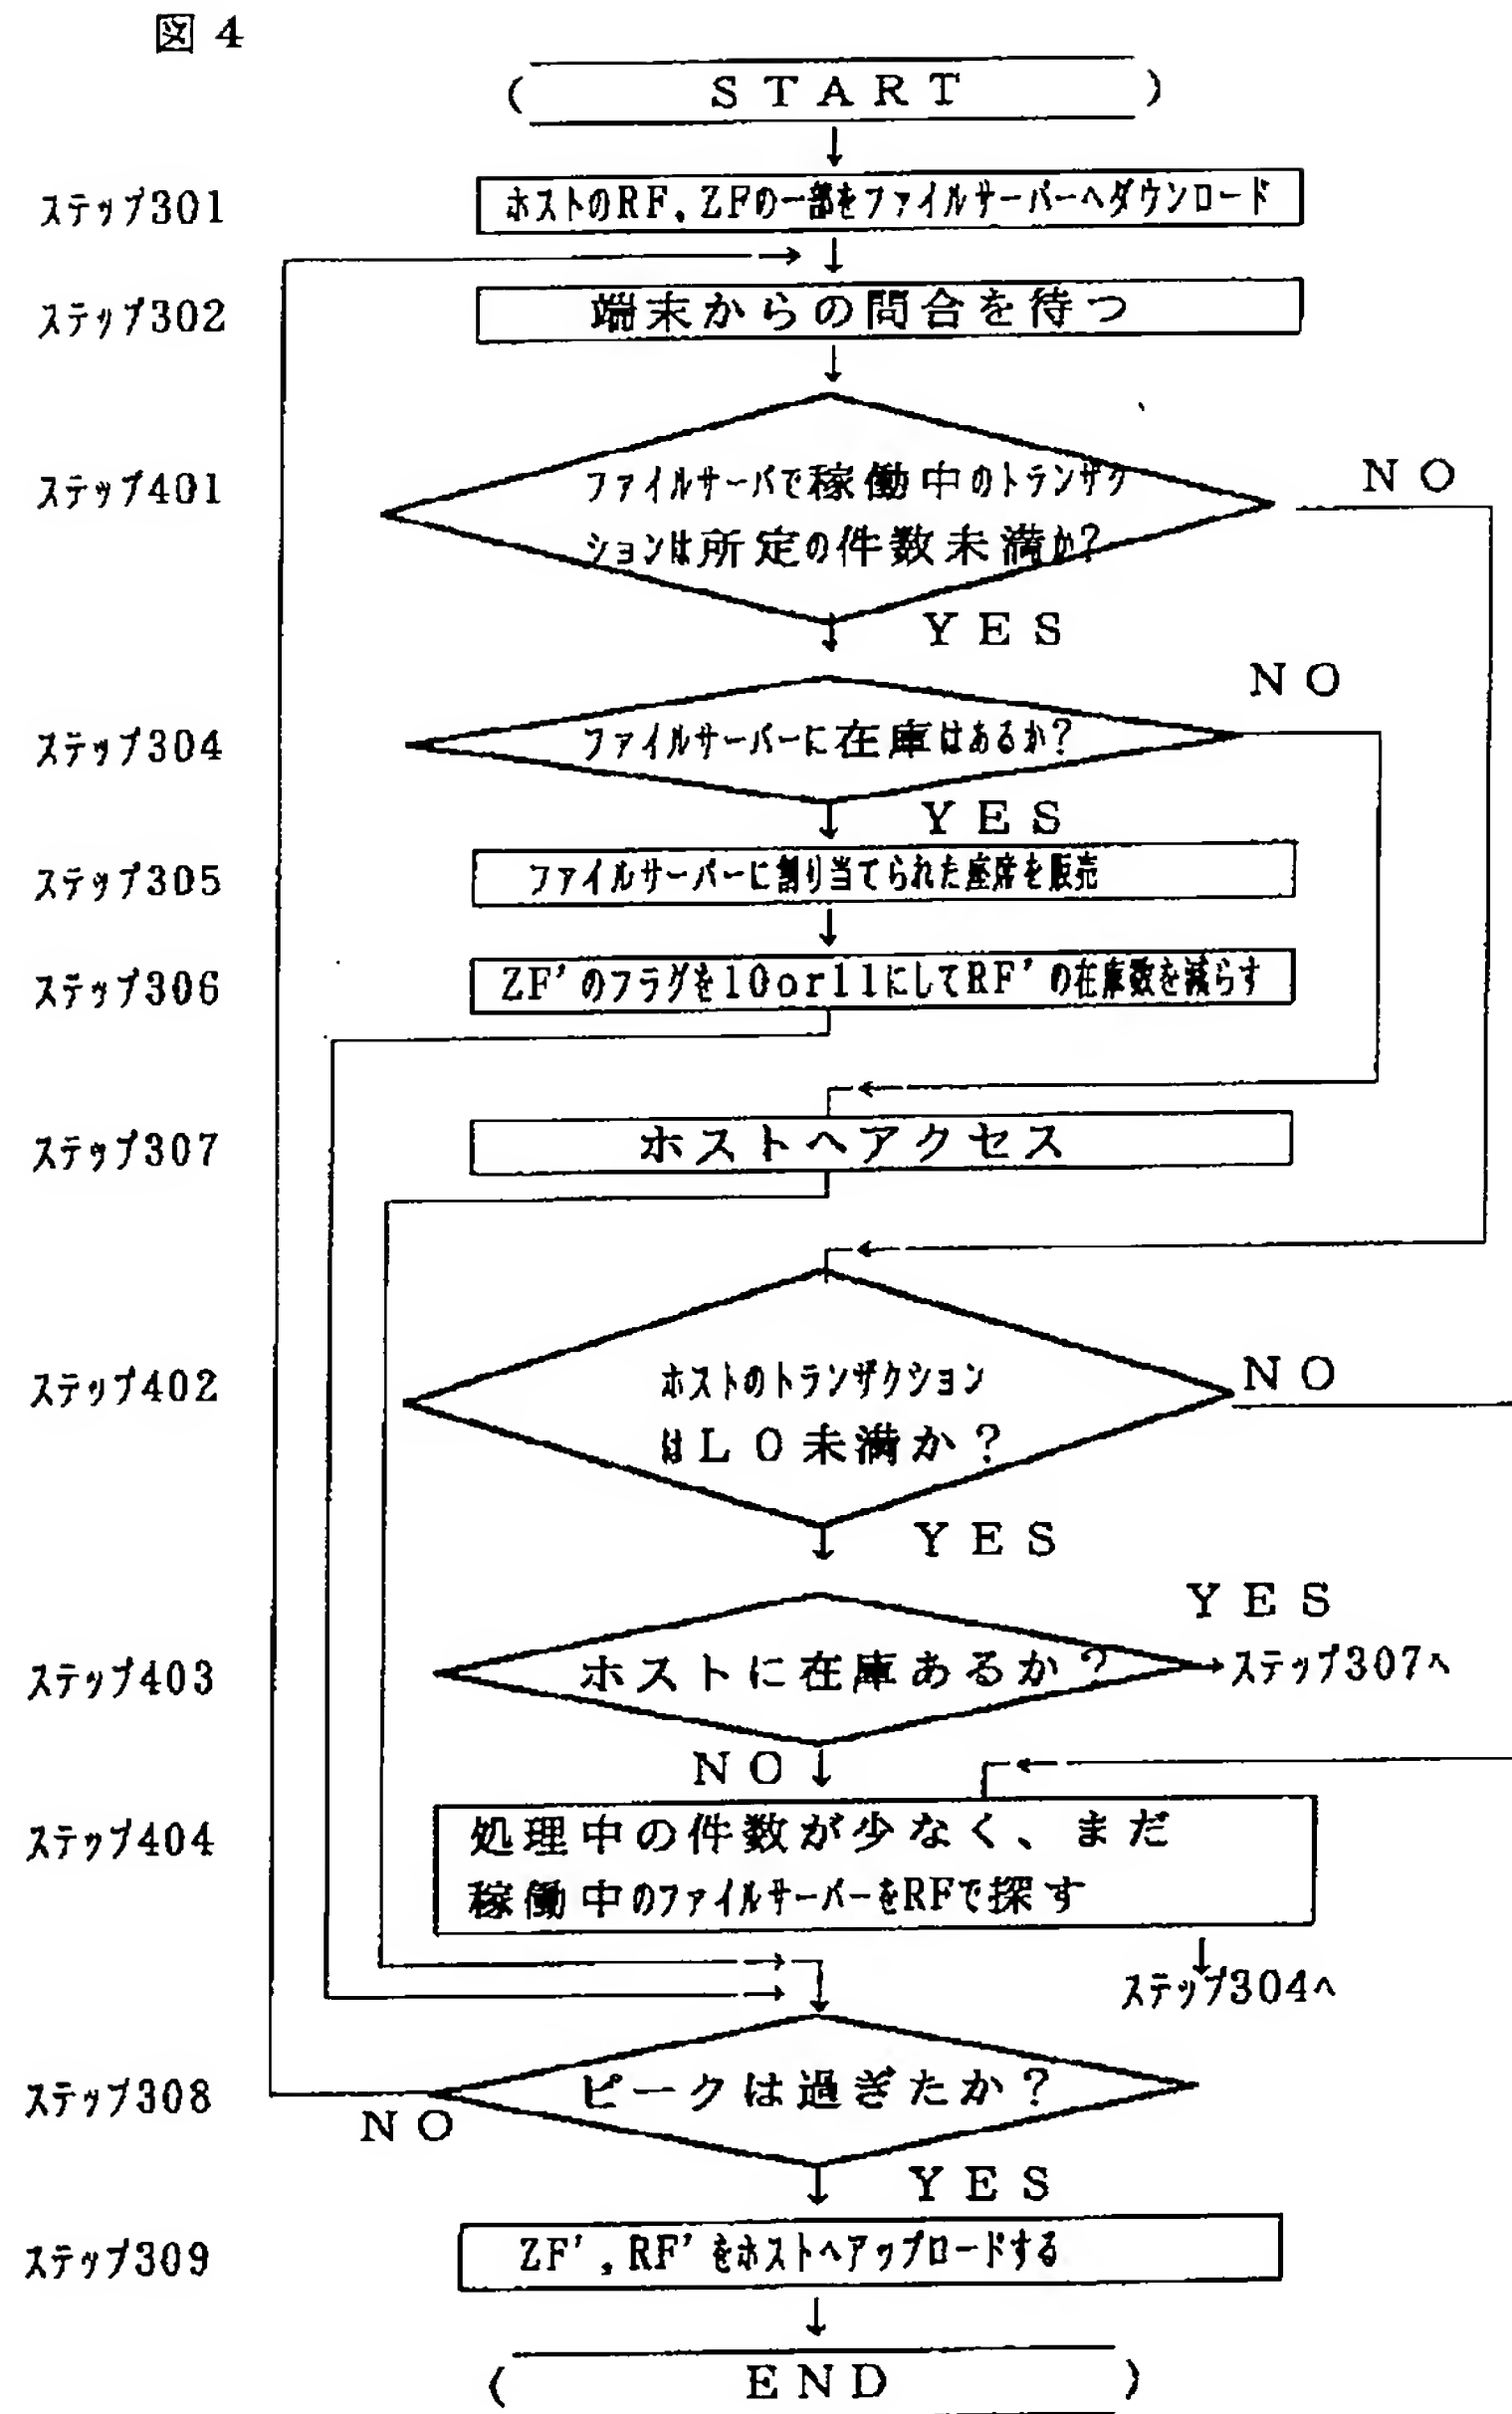 図4
( START )
ステップ301
ホストのRF,ZFの一部をファイルサーバーへダウンロード
ステップ302
端末からの問合を待つ
ステップ401
ファイルサーバで稼働中のトランザク
ションは所定の件数未満か?
NO
YES
NO
ステップ304
ファイルサーバーに在庫はあるか?
YES
ステップ305
ファイルサーバーに割り当てられた座席を販売
ステップ306
ZF'のフラグを10or11にしてRF'の在庫数を減らす
ステップ307
ホストへアクセス
ステップ402
ホストのトランザクション
はL0未満か?
NO
YES
YES
ステップ403
ホストに在庫あるか?
ステップ307へ
NO
ステップ404
処理中の件数が少なく、まだ
稼働中のファイルサーバーをRFで探す
ステップ304へ
ステップ308
ピークは過ぎたか?
NO
YES
ステップ309
ZF',RF'をホストへアップロードする
( END )